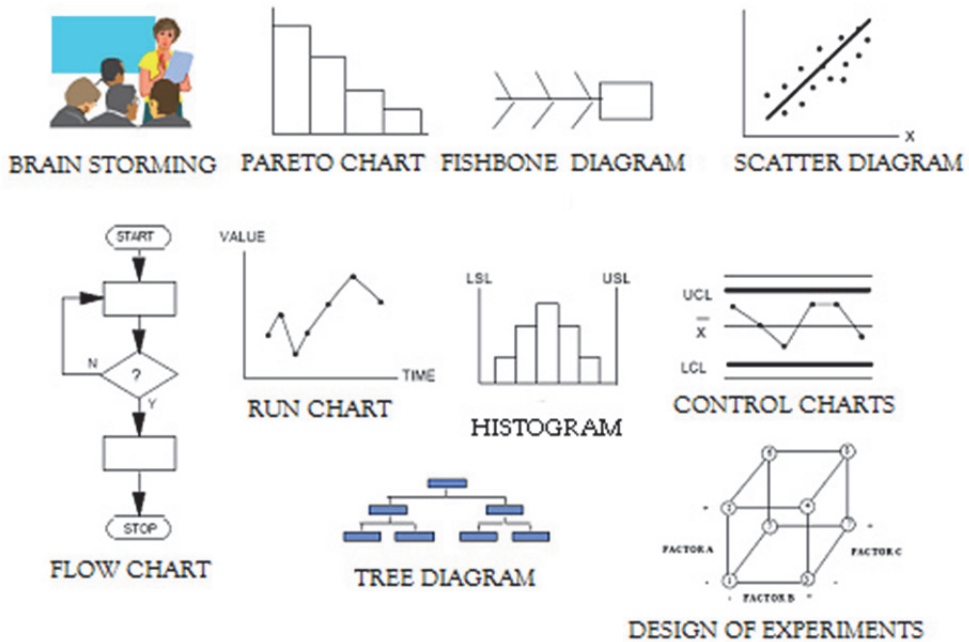 BRAIN STORMING
PARETO CHART
FISHBONE DIAGRAM
X
SCATTER DIAGRAM
START
?
N
Y
STOP
FLOW CHART
VALUE
TIME
RUN CHART
LSL
USL
HISTOGRAM
UCL
X
LCL
CONTROL CHARTS
TREE DIAGRAM
FACTOR A
FACTOR B
FACTOR C
DESIGN OF EXPERIMENTS